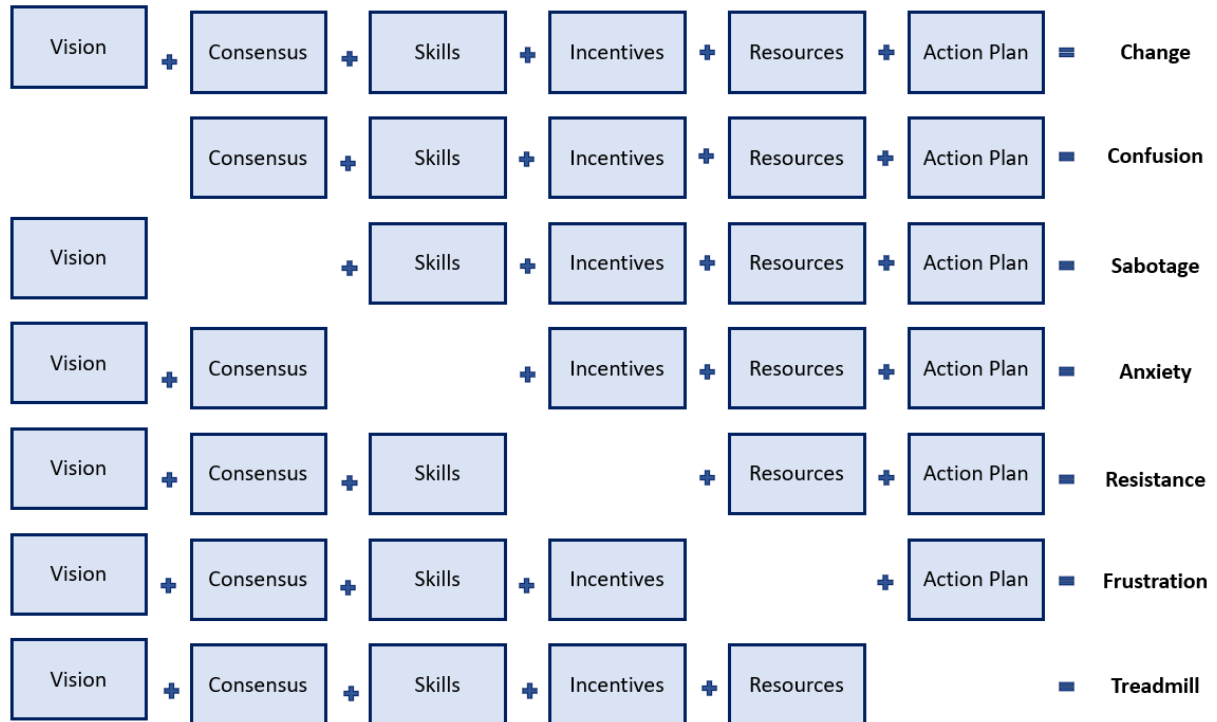 Vision + Consensus + Skills + Incentives + Resources + Action Plan = Change
Consensus + Skills + Incentives + Resources + Action Plan = Confusion
Vision + Skills + Incentives + Resources + Action Plan = Sabotage
Vision + Consensus + Incentives + Resources + Action Plan = Anxiety
Vision + Consensus + Skills + Resources + Action Plan = Resistance
Vision + Consensus + Skills + Incentives + Action Plan = Frustration
Vision + Consensus + Skills + Incentives + Resources = Treadmill